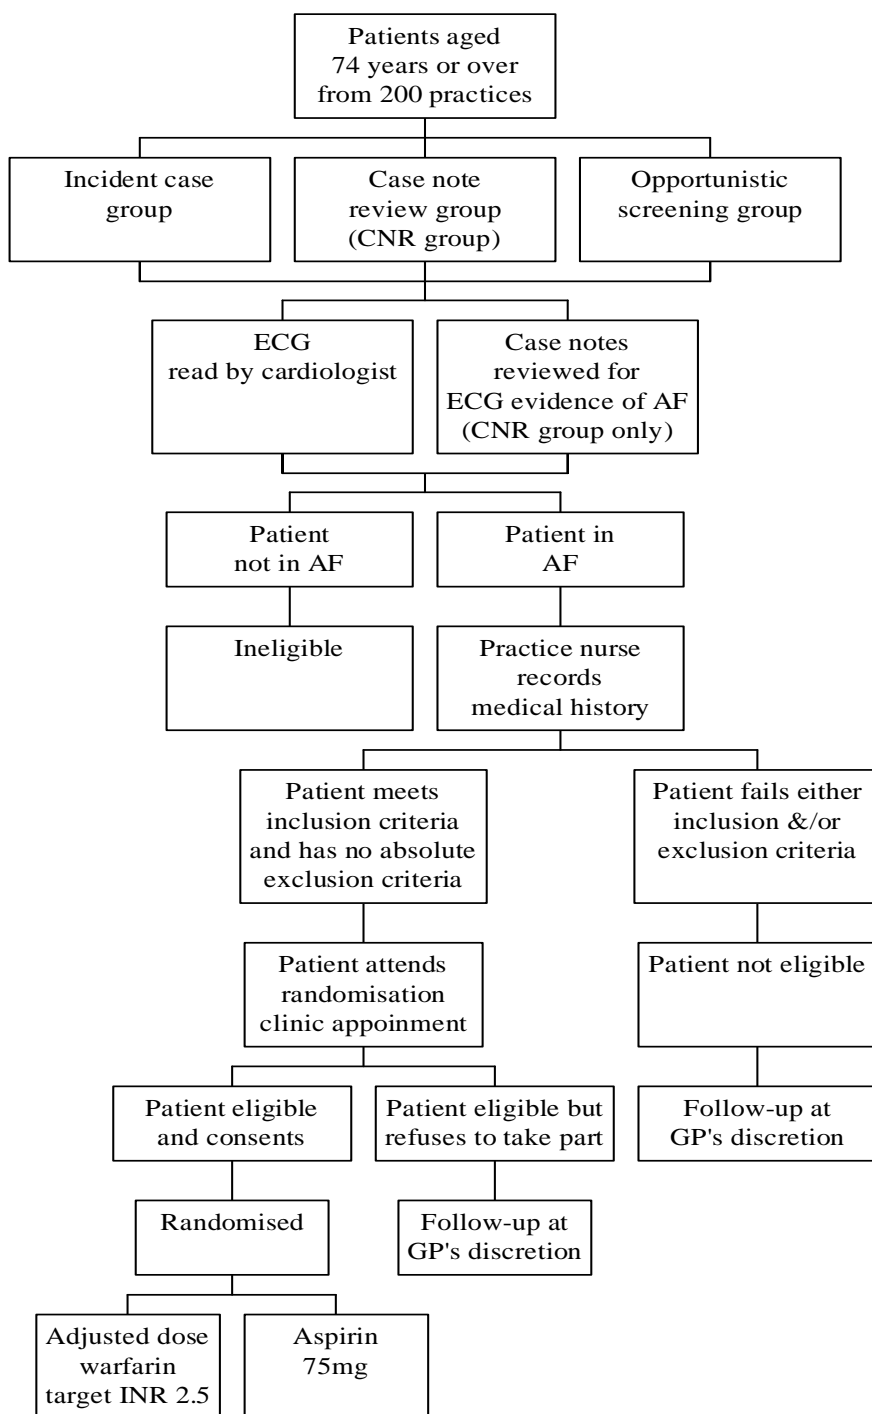 Patients aged
74 years or over
from 200 practices
Incident case
group
Case note
review group
(CNR group)
Opportunistic
screening group
ECG
read by cardiologist
Case notes
reviewed for
ECG evidence of AF
(CNR group only)
Patient
not in AF
Patient in
AF
Ineligible
Practice nurse
records
medical history
Patient meets
inclusion criteria
and has no absolute
exclusion criteria
Patient fails either
inclusion &/or
exclusion criteria
Patient attends
randomisation
clinic appoinment
Patient not eligible
Patient eligible
and consents
Patient eligible but
refuses to take part
Follow-up at
GP's discretion
Randomised
Follow-up at
GP's discretion
Adjusted dose
warfarin
target INR 2.5
Aspirin
75mg